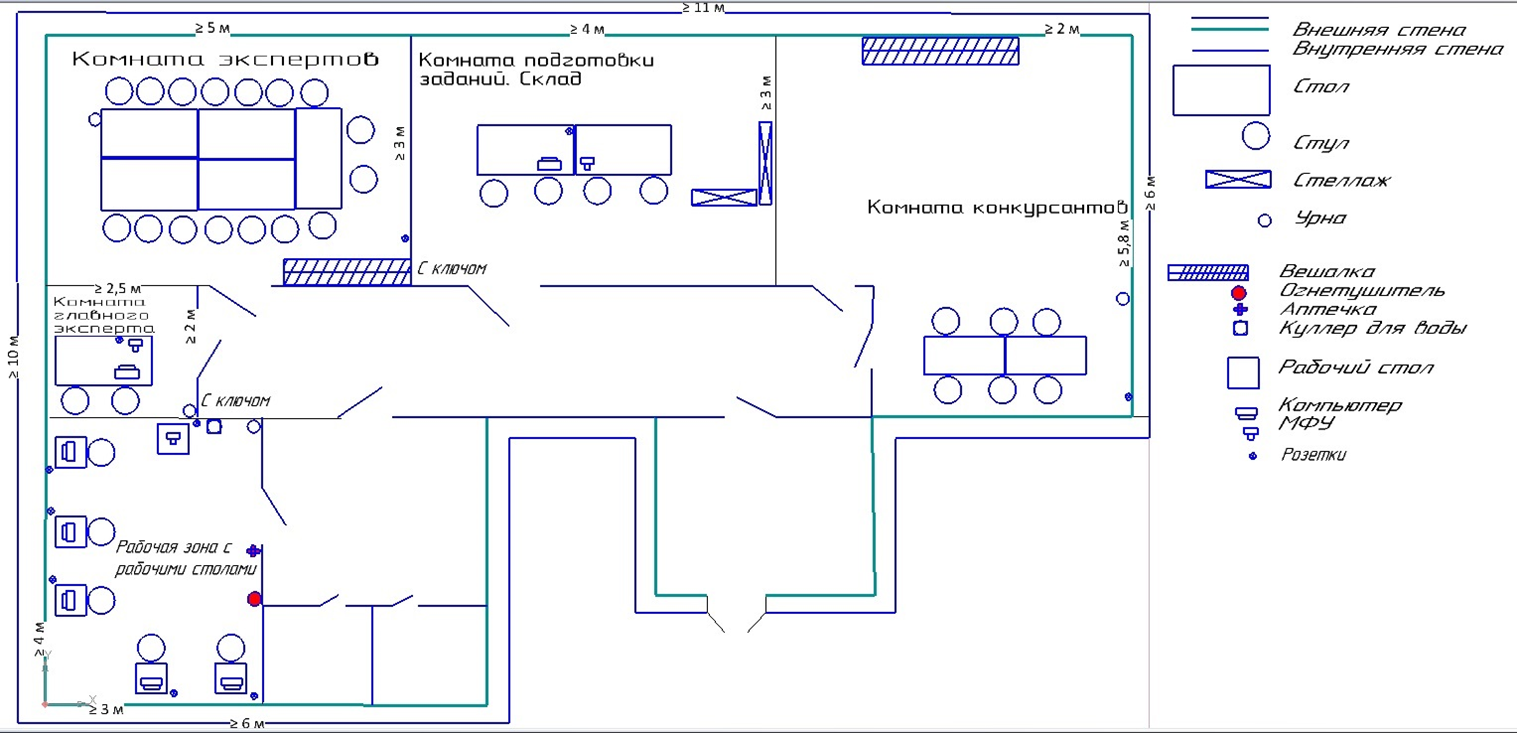 ≥ 11 м
≥ 5 м
≥ 4 м
≥ 2 м
Комната экспертов
Комната подготовки
заданий. Склад
≥ 3 м
≥ 3 м
Комната конкурсантов
≥ 6 м
≥ 5,8 м
С ключом
≥ 2,5 м
Комната
главного
эксперта
≥ 2 м
≥ 10 м
С ключом
Рабочая зона с
рабочими столами
≥ 4 м
Y
X
≥ 3 м
≥ 6 м
Внешняя стена
Внутренняя стена
Стол
Стул
Стеллаж
Урна
Вешалка
Огнетушитель
Аптечка
Куллер для воды
Рабочий стол
Компьютер
МФУ
Розетки